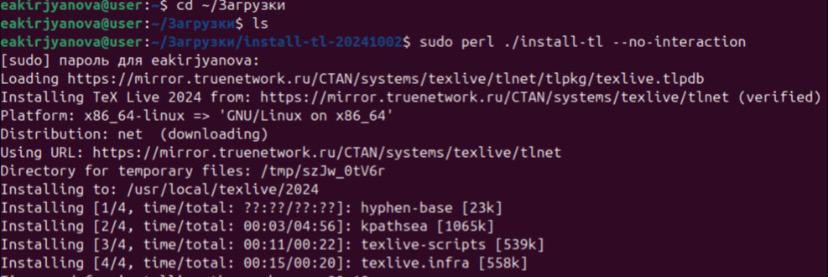 eakirjyanova@user:~$ cd ~/Загрузки
eakirjyanova@user:~/Загрузки$ ls
eakirjyanova@user:~/Загрузки/install-tl-20241002$ sudo perl ./install-tl --no-interaction
[sudo] пароль для eakirjyanova:
Loading https://mirror.truenetwork.ru/CTAN/systems/texlive/tlnet/tlpkg/texlive.tlpdb
Installing TeX Live 2024 from: https://mirror.truenetwork.ru/CTAN/systems/texlive/tlnet (verified)
Platform: x86_64-linux => 'GNU/Linux on x86_64'
Distribution: net  (downloading)
Using URL: https://mirror.truenetwork.ru/CTAN/systems/texlive/tlnet
Directory for temporary files: /tmp/szJw_0tV6r
Installing to: /usr/local/texlive/2024
Installing [1/4, time/total: ??:??/??:??]: hyphen-base [23k]
Installing [2/4, time/total: 00:03/04:56]: kpathsea [1065k]
Installing [3/4, time/total: 00:11/00:22]: texlive-scripts [539k]
Installing [4/4, time/total: 00:15/00:20]: texlive.infra [558k]